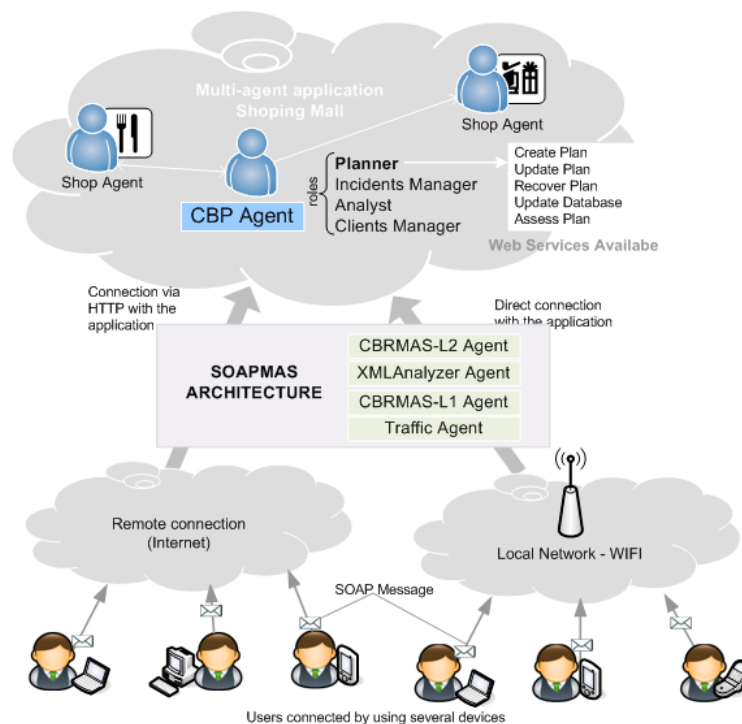 Multi-agent application
Shoping Mall
Shop Agent
Shop Agent
CBP Agent
roles
Planner
Incidents Manager
Analyst
Clients Manager
Create Plan
Update Plan
Recover Plan
Update Database
Assess Plan
Web Services Availabe
Connection via
HTTP with the
application
Direct connection
with the application
SOAPMAS
ARCHITECTURE
CBRMAS-L2 Agent
XMLAnalyzer Agent
CBRMAS-L1 Agent
Traffic Agent
Remote connection
(Internet)
Local Network - WIFI
SOAP Message
Users connected by using several devices